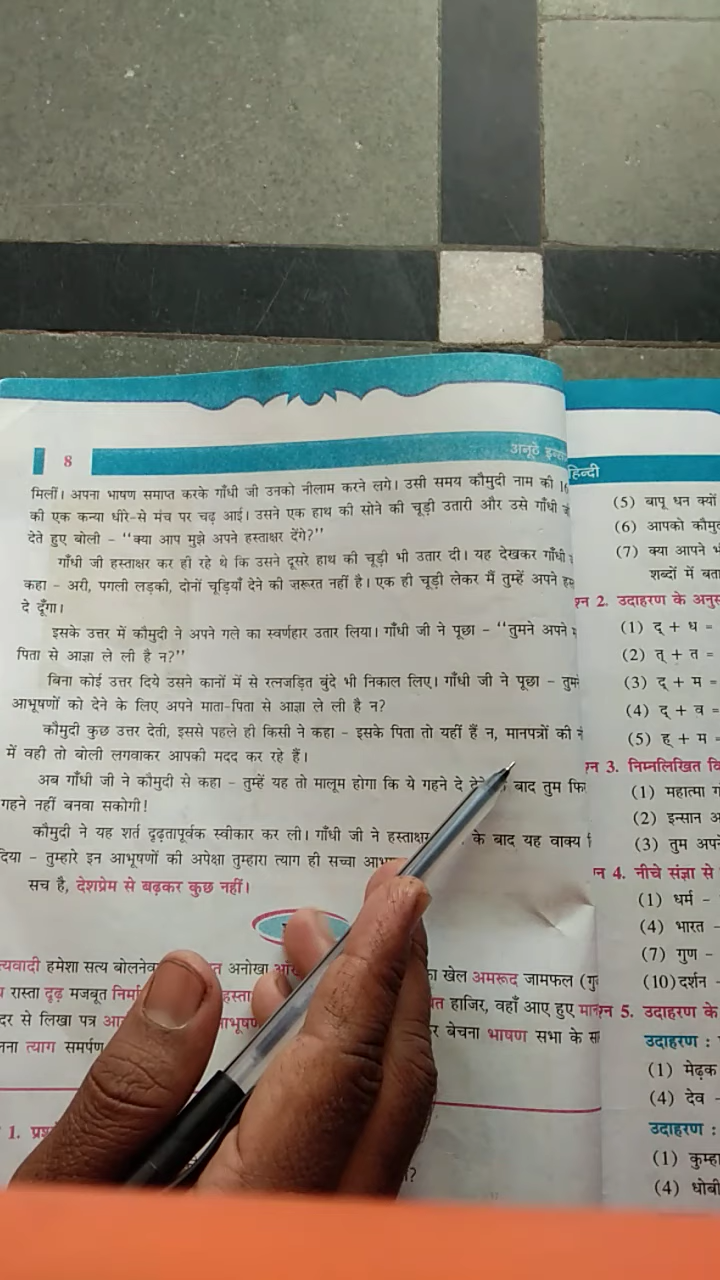 8
अनूठे
मिलीं। अपना भाषण समाप्त करके गाँधी जी उनको नीलाम करने लगे। उसी समय कौमुदी नाम की 16
की एक कन्या धीरे-से मंच पर चढ़ आई। उसने एक हाथ की सोने की चूड़ी उतारी और उसे गाँधी
देते हुए बोली – "क्या आप मुझे अपने हस्ताक्षर देंगे?"
गाँधी जी हस्ताक्षर कर ही रहे थे कि उसने दूसरे हाथ की चूड़ी भी उतार दी। यह देखकर गाँधी
कहा – अरी, पगली लड़की, दोनों चूड़ियाँ देने की जरूरत नहीं है। एक ही चूड़ी लेकर मैं तुम्हें अपने
दे दूँगा।
इसके उत्तर में कौमुदी ने अपने गले का स्वर्णहार उतार लिया। गाँधी जी ने पूछा – "तुमने अपने
पिता से आज्ञा ले ली है न?"
बिना कोई उत्तर दिये उसने कानों में से रत्नजड़ित बुंदे भी निकाल लिए। गाँधी जी ने पूछा –
आभूषणों को देने के लिए अपने माता-पिता से आज्ञा ले ली है न?
कौमुदी कुछ उत्तर देती, इससे पहले ही किसी ने कहा – इसके पिता तो यहीं हैं न, मानपत्रों की
में वही तो बोली लगवाकर आपकी मदद कर रहे हैं।
अब गाँधी जी ने कौमुदी से कहा – तुम्हें यह तो मालूम होगा कि ये गहने दे देने बाद तुम
गहने नहीं बनवा सकोगी!
कौमुदी ने यह शर्त दृढ़तापूर्वक स्वीकार कर ली। गाँधी जी ने हस्ताक्षर के बाद यह वाक्य
दिया – तुम्हारे इन आभूषणों की अपेक्षा तुम्हारा त्याग ही सच्चा
सच है, देशप्रेम से बढ़कर कुछ नहीं।
हमेशा सत्य अनोखा खेल अमरूद जामफल
रास्ता दृढ़ मजबूत हाजिर, वहाँ आए हुए
से लिखा पत्र बेचना भाषण सभा के
त्याग समर्पण
1.
हिन्दी
(5) बापू धन क्यों
(6) आपको
(7) क्या आपने
शब्दों में
2. उदाहरण के
(1) द् + ध =
(2) त् + त =
(3) द् + म =
(4) द् + व =
(5) ह् + म =
3. निम्नलिखित
(1) महात्मा
(2) इन्सान
(3) तुम
4. नीचे संज्ञा से
(1) धर्म –
(4) भारत –
(7) गुण –
(10) दर्शन –
5. उदाहरण के
उदाहरण :
(1) मेढ़क
(4) देव –
उदाहरण :
(1)
(4) धोबी